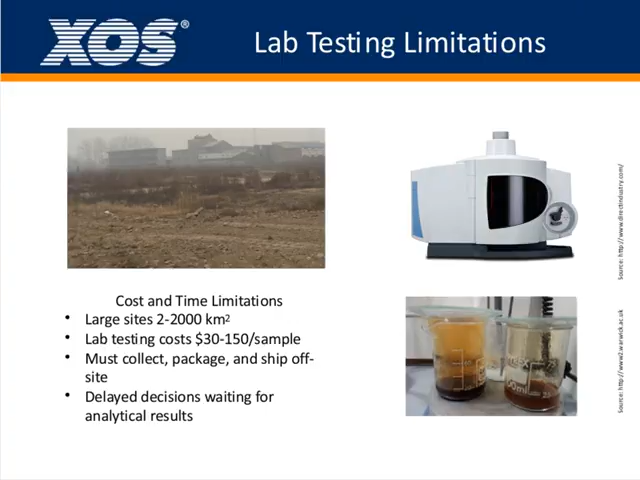 XOS®
Lab Testing Limitations
Cost and Time Limitations
• Large sites 2-2000 km²
• Lab testing costs $30-150/sample
• Must collect, package, and ship off-
site
• Delayed decisions waiting for
analytical results
Source: http://www.directindustry.com/
Source: http://www2.warwick.ac.uk